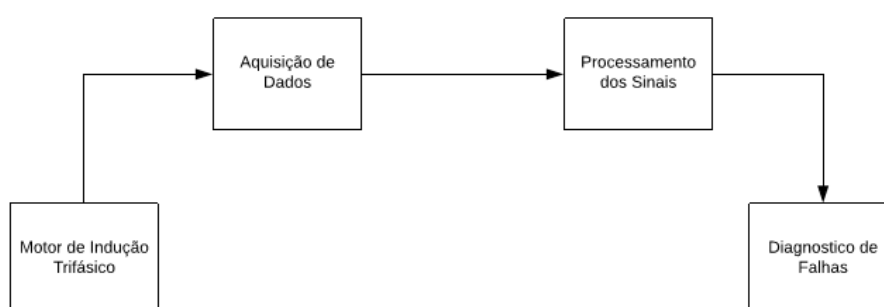 Aquisição de
Dados
Processamento
dos Sinais
Motor de Indução
Trifásico
Diagnostico de
Falhas